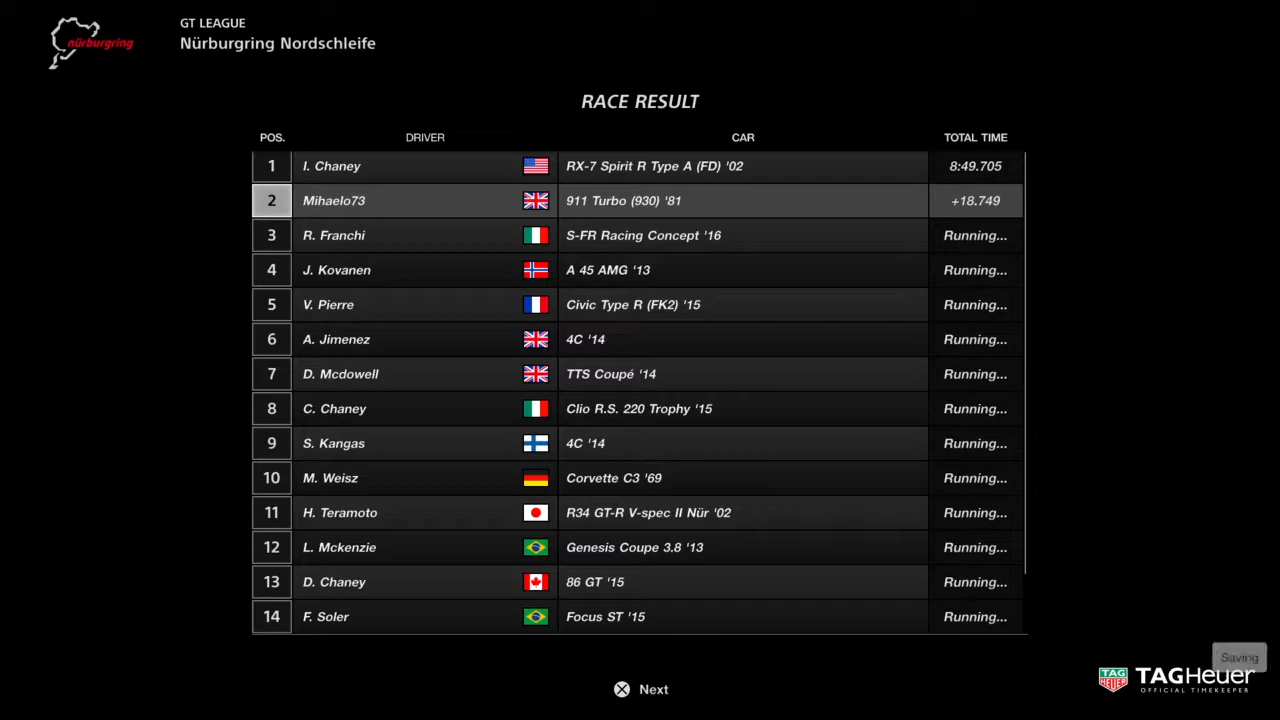 GT LEAGUE
nürburgring
Nürburgring Nordschleife
RACE RESULT
POS. DRIVER CAR TOTAL TIME
1 I. Chaney RX-7 Spirit R Type A (FD) '02 8:49.705
2 Mihaelo73 911 Turbo (930) '81 +18.749
3 R. Franchi S-FR Racing Concept '16 Running...
4 J. Kovanen A 45 AMG '13 Running...
5 V. Pierre Civic Type R (FK2) '15 Running...
6 A. Jimenez 4C '14 Running...
7 D. Mcdowell TTS Coupé '14 Running...
8 C. Chaney Clio R.S. 220 Trophy '15 Running...
9 S. Kangas 4C '14 Running...
10 M. Weisz Corvette C3 '69 Running...
11 H. Teramoto R34 GT-R V-spec II Nür '02 Running...
12 L. Mckenzie Genesis Coupe 3.8 '13 Running...
13 D. Chaney 86 GT '15 Running...
14 F. Soler Focus ST '15 Running...
Saving
TAG HEUER TAGHeuer
OFFICIAL TIMEKEEPER
Next